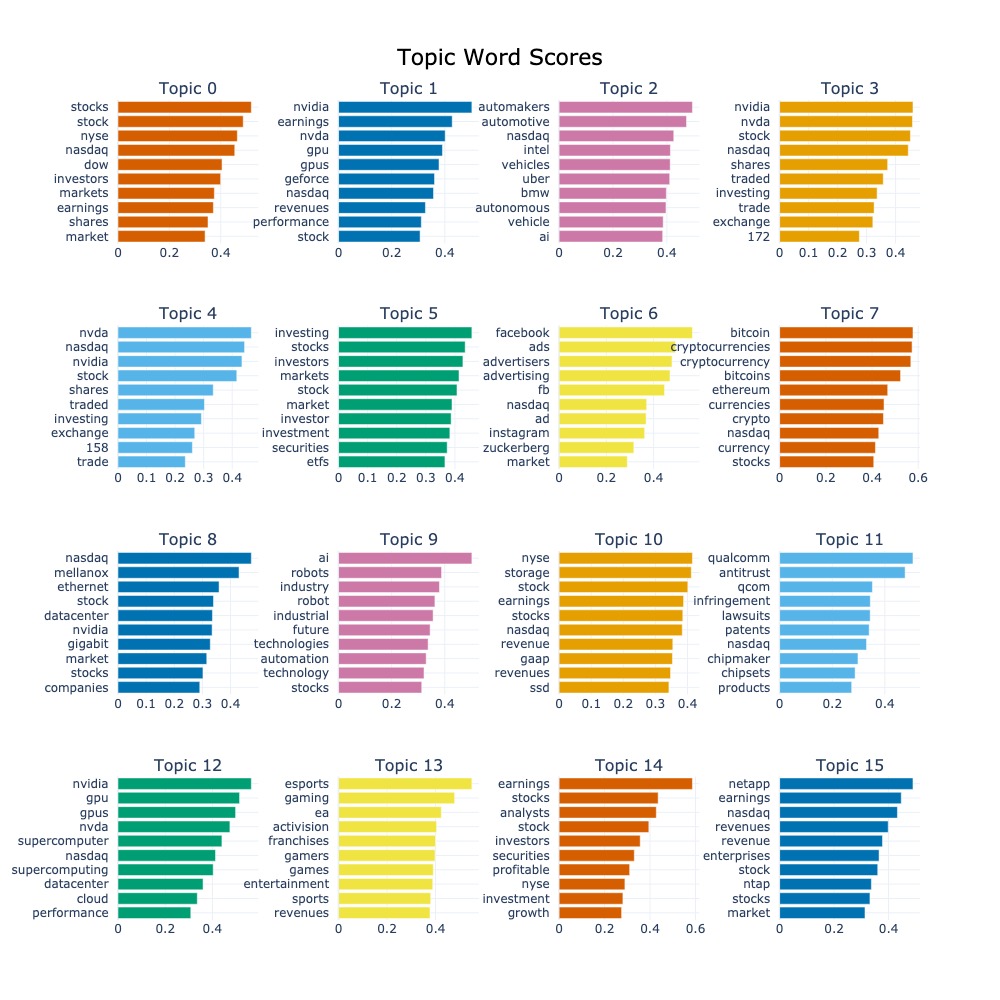 Topic Word Scores
Topic 0
stocks
stock
nyse
nasdaq
dow
investors
markets
earnings
shares
market
0 0.2 0.4
Topic 1
nvidia
earnings
nvda
gpu
gpus
geforce
nasdaq
revenues
performance
stock
0 0.2 0.4
Topic 2
automakers
automotive
nasdaq
intel
vehicles
uber
bmw
autonomous
vehicle
ai
0 0.2 0.4
Topic 3
nvidia
nvda
stock
nasdaq
shares
traded
investing
trade
exchange
172
0 0.1 0.2 0.3 0.4
Topic 4
nvda
nasdaq
nvidia
stock
shares
traded
investing
exchange
158
trade
0 0.1 0.2 0.3 0.4
Topic 5
investing
stocks
investors
markets
stock
market
investor
investment
securities
etfs
0 0.1 0.2 0.3 0.4
Topic 6
facebook
ads
advertisers
advertising
fb
nasdaq
ad
instagram
zuckerberg
market
0 0.2 0.4
Topic 7
bitcoin
cryptocurrencies
cryptocurrency
bitcoins
ethereum
currencies
crypto
nasdaq
currency
stocks
0 0.2 0.4 0.6
Topic 8
nasdaq
mellanox
ethernet
stock
datacenter
nvidia
gigabit
market
stocks
companies
0 0.1 0.2 0.3 0.4
Topic 9
ai
robots
industry
robot
industrial
future
technologies
automation
technology
stocks
0 0.2 0.4
Topic 10
nyse
storage
stock
earnings
stocks
nasdaq
revenue
gaap
revenues
ssd
0 0.1 0.2 0.3 0.4
Topic 11
qualcomm
antitrust
qcom
infringement
lawsuits
patents
nasdaq
chipmaker
chipsets
products
0 0.2 0.4
Topic 12
nvidia
gpu
gpus
nvda
supercomputer
nasdaq
supercomputing
datacenter
cloud
performance
0 0.2 0.4
Topic 13
esports
gaming
ea
activision
franchises
gamers
games
entertainment
sports
revenues
0 0.2 0.4
Topic 14
earnings
stocks
analysts
stock
investors
securities
profitable
nyse
investment
growth
0 0.2 0.4 0.6
Topic 15
netapp
earnings
nasdaq
revenues
revenue
enterprises
stock
ntap
stocks
market
0 0.2 0.4